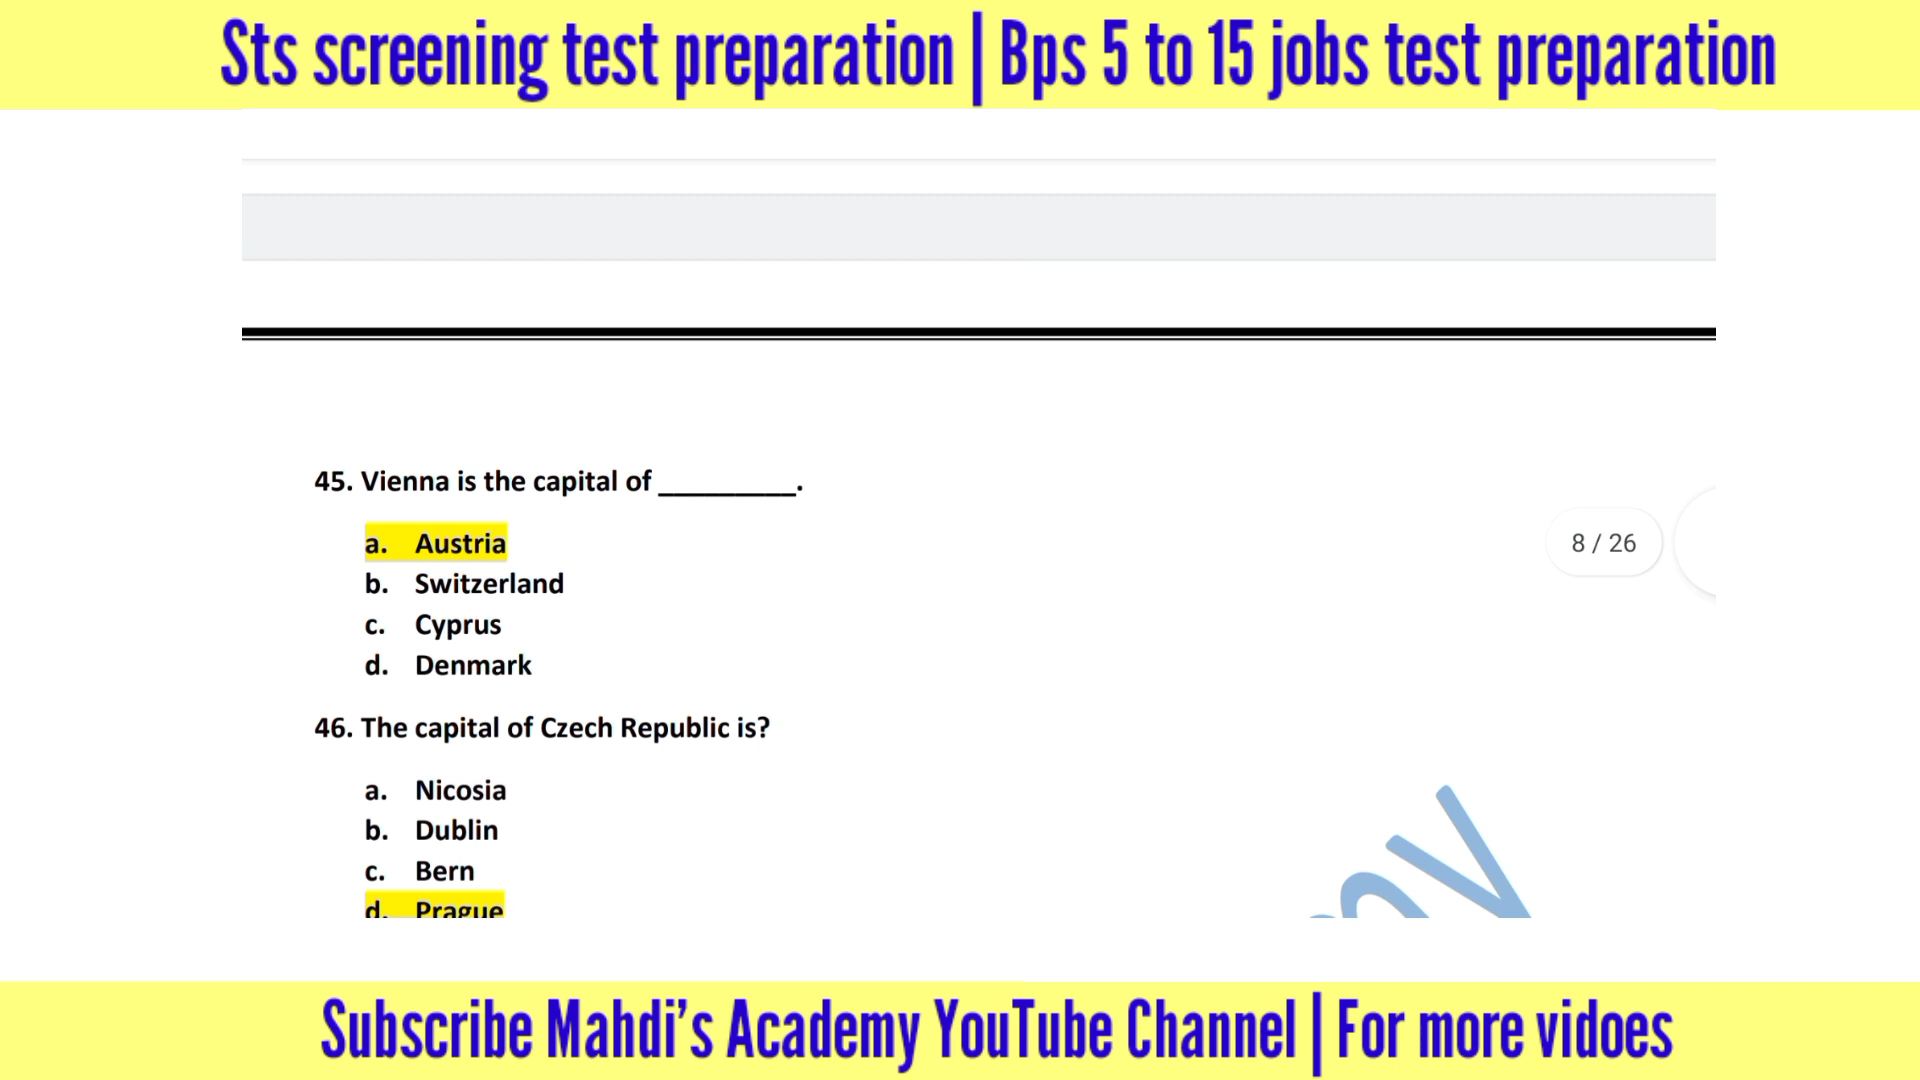 Sts screening test preparation | Bps 5 to 15 jobs test preparation
45. Vienna is the capital of _________.
a. Austria
8 / 26
b. Switzerland
c. Cyprus
d. Denmark
46. The capital of Czech Republic is?
a. Nicosia
b. Dublin
c. Bern
d. Prague
Subscribe Mahdi’s Academy YouTube Channel | For more vidoes